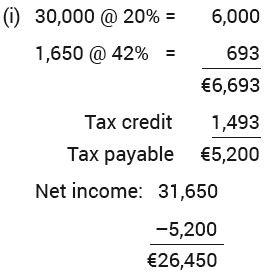 (i) 30,000 @ 20% = 6,000
1,650 @ 42% = 693
€6,693
Tax credit 1,493
Tax payable €5,200
Net income: 31,650
–5,200
€26,450